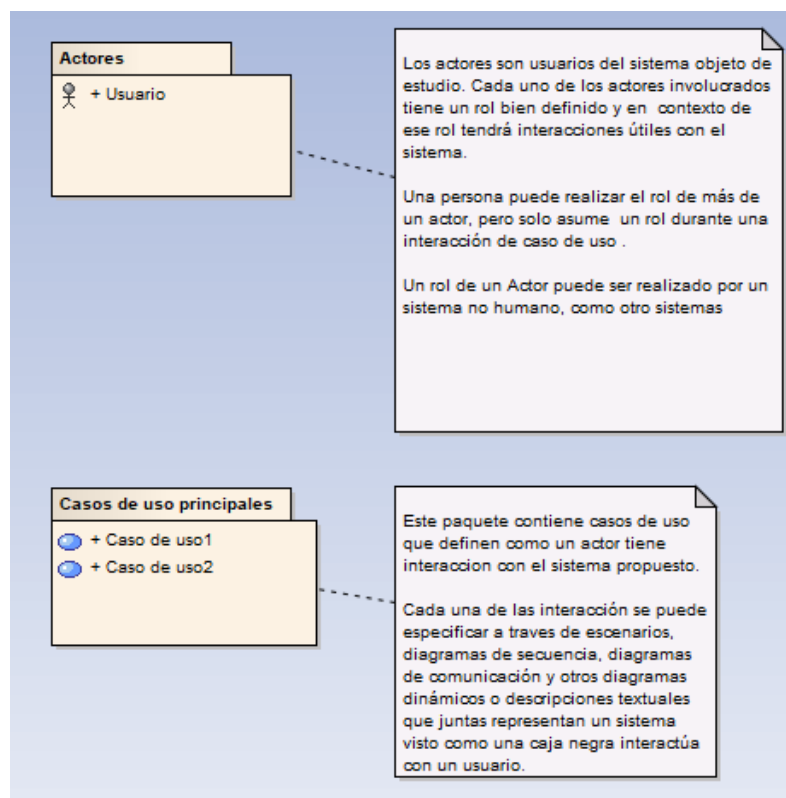 Actores
+ Usuario
Los actores son usuarios del sistema objeto de
estudio. Cada uno de los actores involucrados
tiene un rol bien definido y en contexto de
ese rol tendrá interacciones útiles con el
sistema.
Una persona puede realizar el rol de más de
un actor, pero solo asume un rol durante una
interacción de caso de uso .
Un rol de un Actor puede ser realizado por un
sistema no humano, como otro sistemas
Casos de uso principales
+ Caso de uso1
+ Caso de uso2
Este paquete contiene casos de uso
que definen como un actor tiene
interaccion con el sistema propuesto.
Cada una de las interacción se puede
especificar a traves de escenarios,
diagramas de secuencia, diagramas
de comunicación y otros diagramas
dinámicos o descripciones textuales
que juntas representan un sistema
visto como una caja negra interactúa
con un usuario.